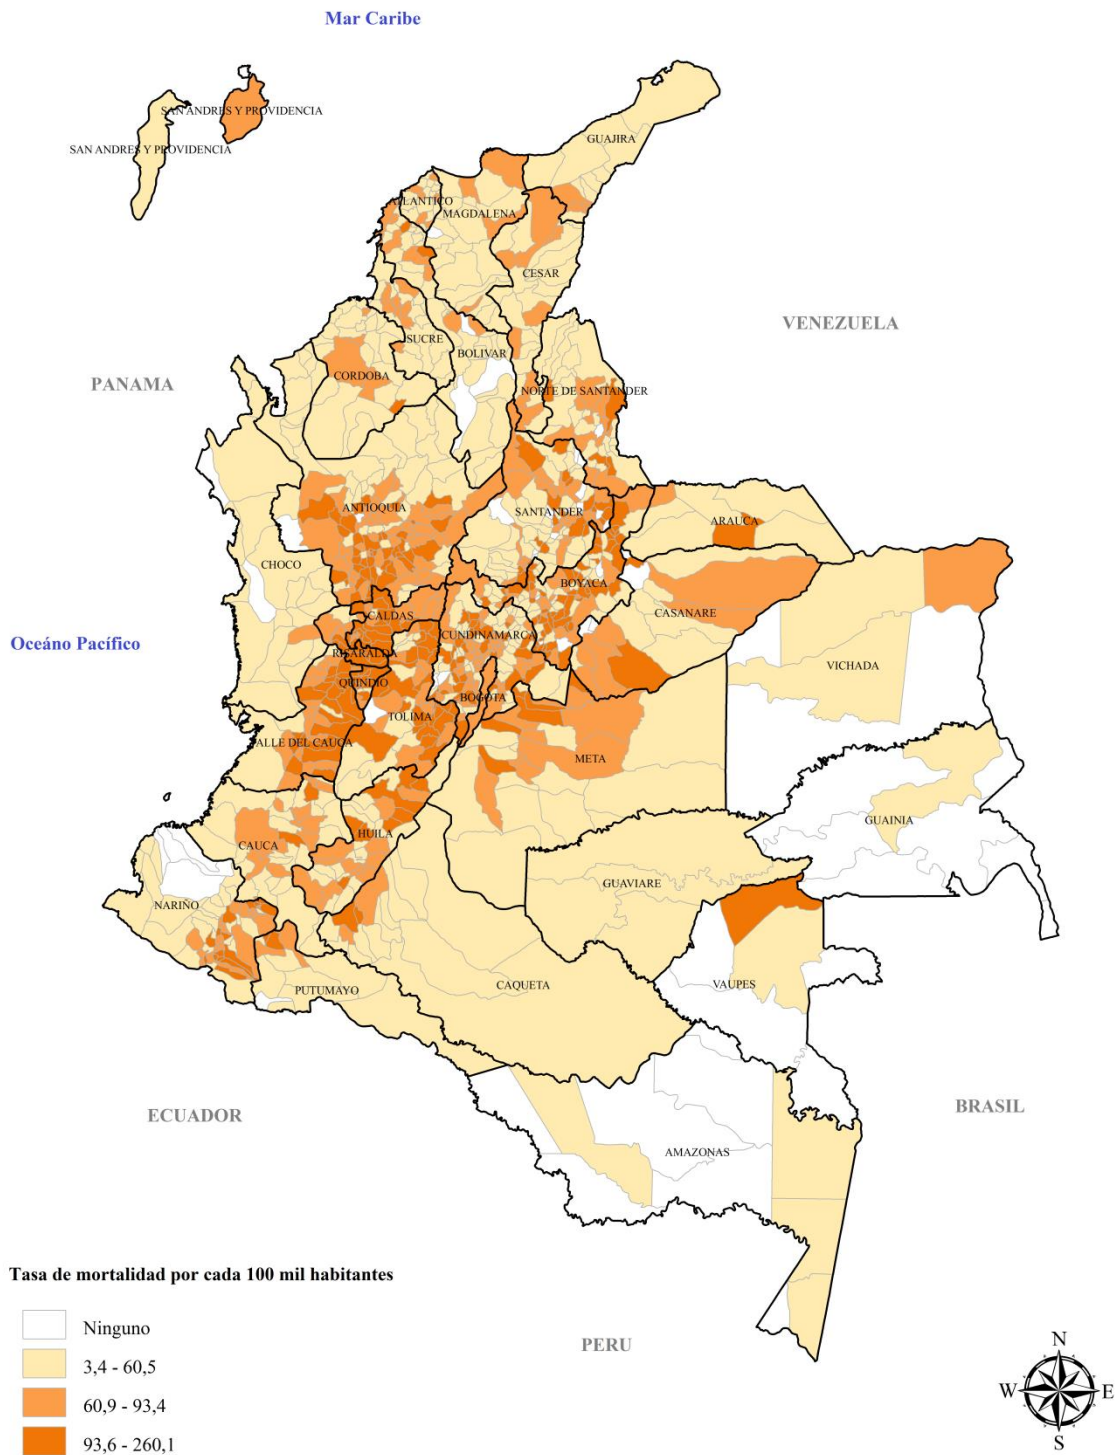 Mar Caribe
SAN ANDRES Y PROVIDENCIA
GUAJIRA
SAN ANDRES Y PROVIDENCIA
ATLANTICO
MAGDALENA
CESAR
VENEZUELA
SUCRE
BOLIVAR
PANAMA
CORDOBA
NORTE DE SANTANDER
ANTIOQUIA
SANTANDER
ARAUCA
CHOCO
BOYACA
CALDAS
CASANARE
CUNDINAMARCA
Oceáno Pacífico
RISARALDA
VICHADA
QUINDIO
BOGOTA
TOLIMA
VALLE DEL CAUCA
META
GUAINIA
HUILA
CAUCA
GUAVIARE
NARIÑO
VAUPES
CAQUETA
PUTUMAYO
ECUADOR
BRASIL
AMAZONAS
Tasa de mortalidad por cada 100 mil habitantes
Ninguno
3,4 - 60,5
60,9 - 93,4
93,6 - 260,1
PERU
N
W E
S